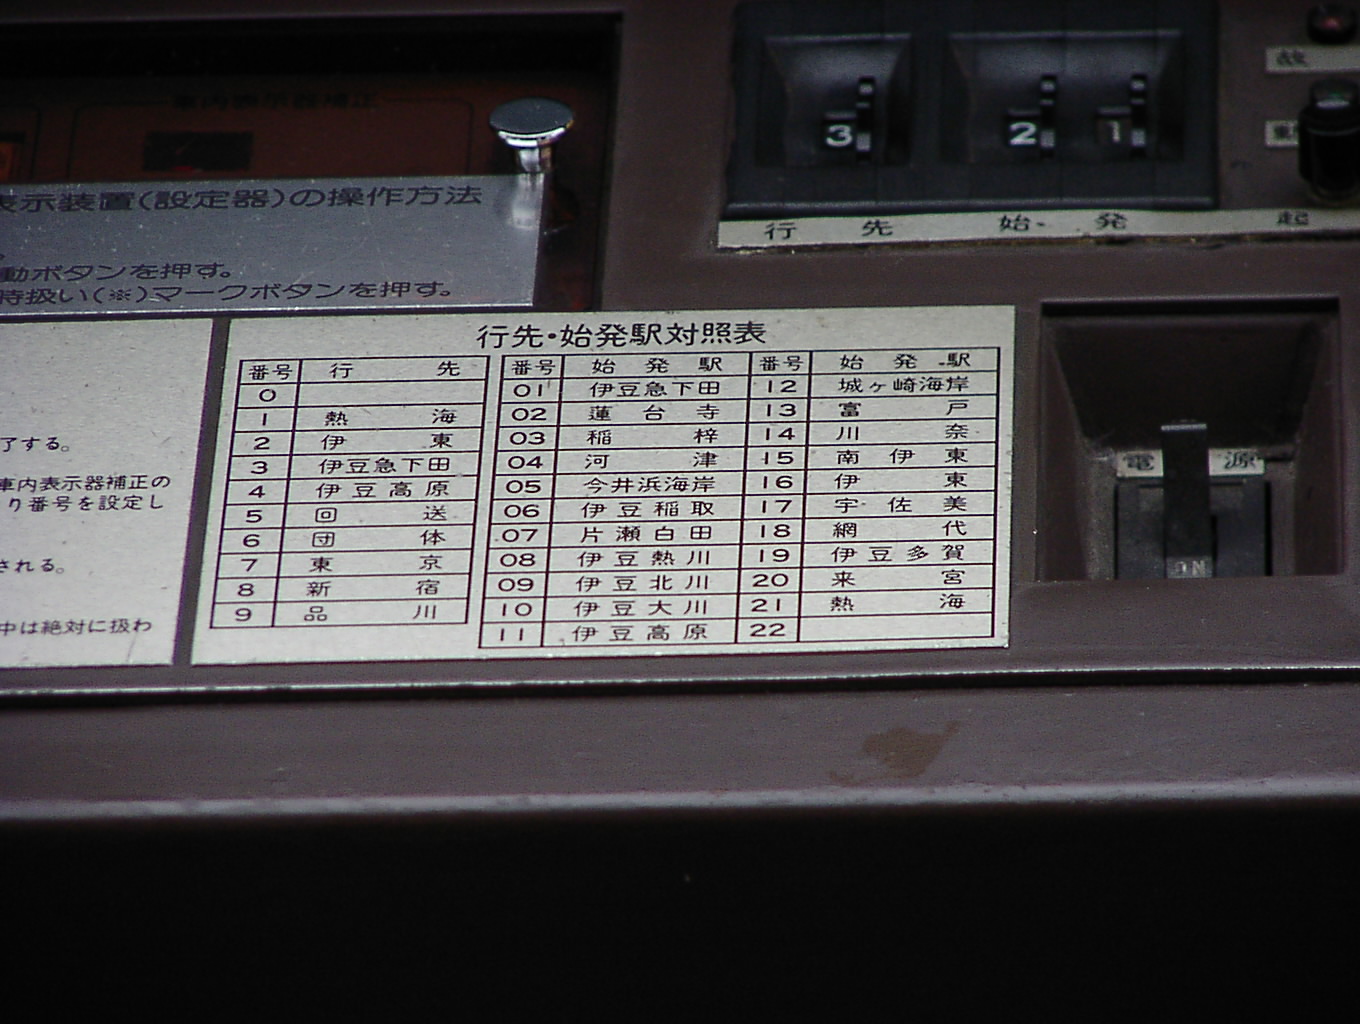 車内表示器補正
表示装置(設定器)の操作方法
動ボタンを押す。
時扱い(※)マークボタンを押す。
3 2 1
行先 始発 起
故
電源
ON
了する。
車内表示器補正の
り番号を設定し
される。
中は絶対に扱わ
行先・始発駅対照表
番号 行先
0
1 熱海
2 伊東
3 伊豆急下田
4 伊豆高原
5 回送
6 団体
7 東京
8 新宿
9 品川
番号 始発駅
01 伊豆急下田
02 蓮台寺
03 稲梓
04 河津
05 今井浜海岸
06 伊豆稲取
07 片瀬白田
08 伊豆熱川
09 伊豆北川
10 伊豆大川
11 伊豆高原
番号 始発駅
12 城ヶ崎海岸
13 富戸
14 川奈
15 南伊東
16 伊東
17 宇佐美
18 網代
19 伊豆多賀
20 来宮
21 熱海
22